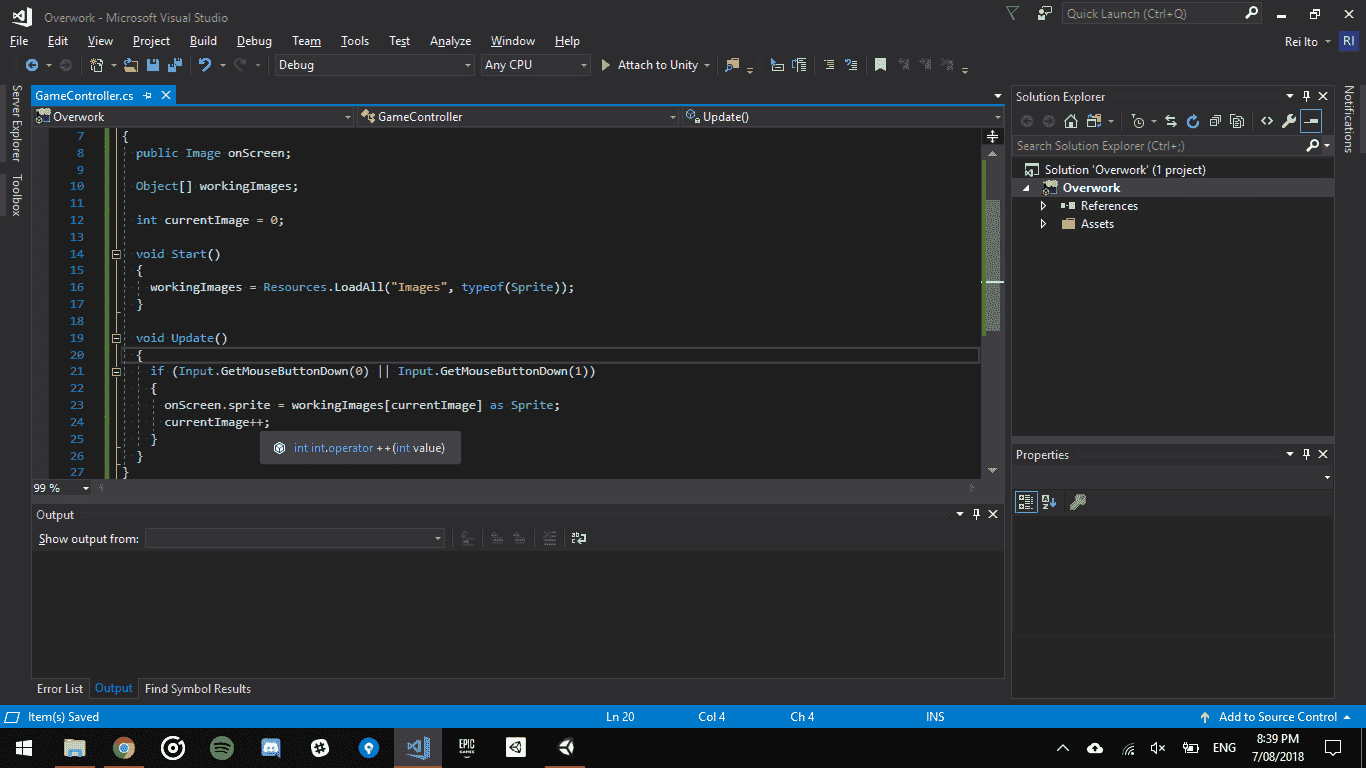 Overwork - Microsoft Visual Studio
Quick Launch (Ctrl+Q)
File Edit View Project Build Debug Team Tools Test Analyze Window Help
Rei Ito RI
Debug Any CPU Attach to Unity
Server Explorer
Toolbox
GameController.cs
Overwork GameController Update()
7 {
8 public Image onScreen;
9
10 Object[] workingImages;
11
12 int currentImage = 0;
13
14 void Start()
15 {
16 workingImages = Resources.LoadAll("Images", typeof(Sprite));
17 }
18
19 void Update()
20 {
21 if (Input.GetMouseButtonDown(0) || Input.GetMouseButtonDown(1))
22 {
23 onScreen.sprite = workingImages[currentImage] as Sprite;
24 currentImage++;
25 }
int int.operator ++(int value)
26 }
27 }
99 %
Output
Show output from:
Error List Output Find Symbol Results
Solution Explorer
Search Solution Explorer (Ctrl+;)
Solution 'Overwork' (1 project)
Overwork
References
Assets
Properties
Notifications
Item(s) Saved Ln 20 Col 4 Ch 4 INS Add to Source Control
EPIC GAMES
ENG
8:39 PM
7/08/2018